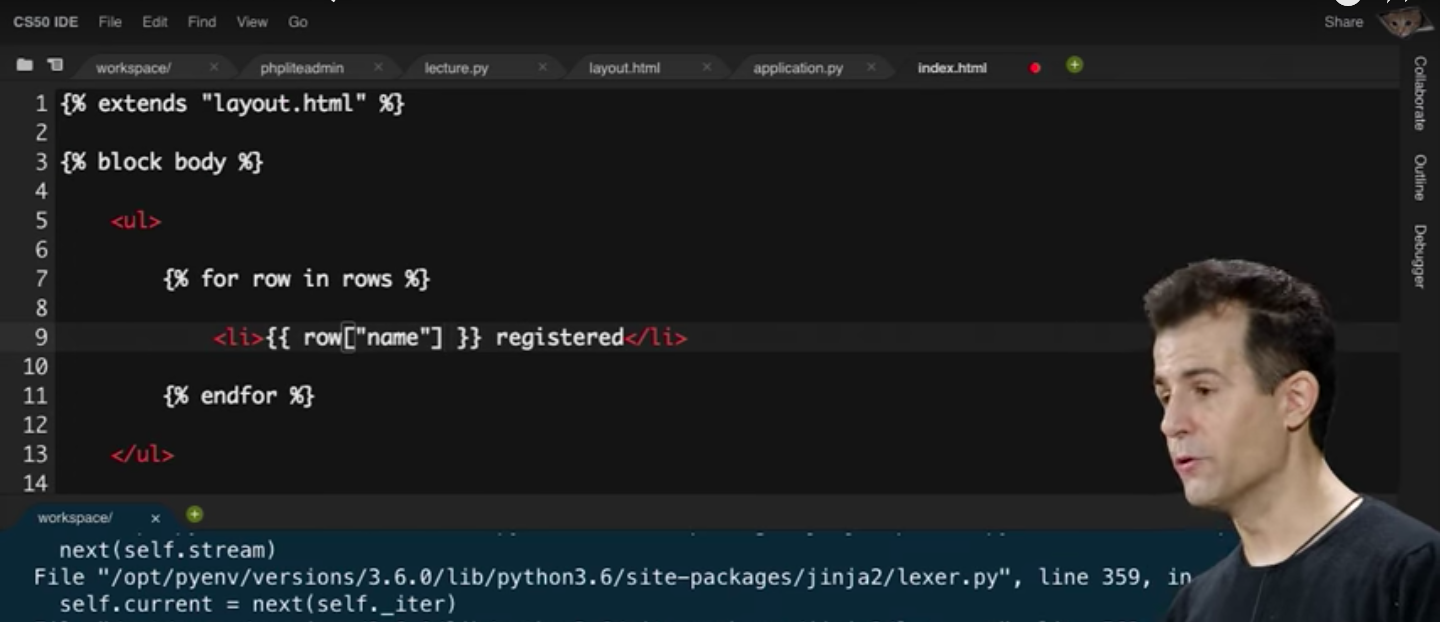 CS50 IDE File Edit Find View Go Share
workspace/ phpliteadmin lecture.py layout.html application.py index.html
Collaborate
Outline
Debugger
1 {% extends "layout.html" %}
2
3 {% block body %}
4
5 <ul>
6
7 {% for row in rows %}
8
9 <li>{{ row["name"] }} registered</li>
10
11 {% endfor %}
12
13 </ul>
14
workspace/
next(self.stream)
File "/opt/pyenv/versions/3.6.0/lib/python3.6/site-packages/jinja2/lexer.py", line 359, in
self.current = next(self._iter)